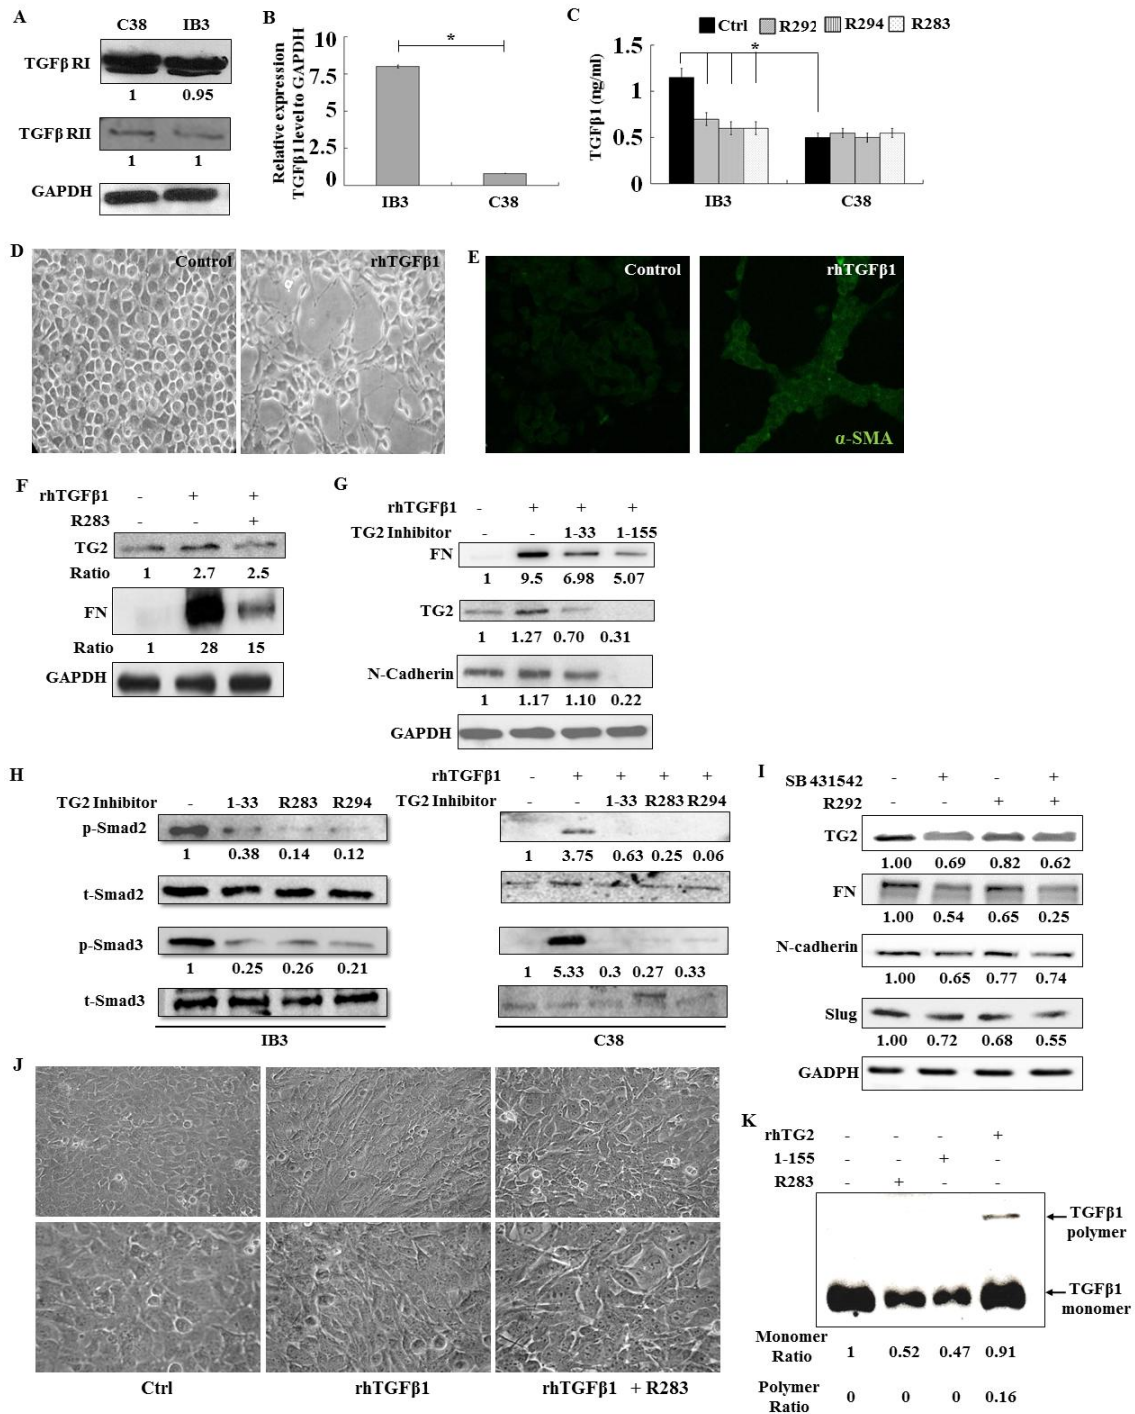 A
C38 IB3
TGFβ RI
1 0.95
TGFβ RII
1 1
GAPDH
B
Relative expression
TGFβ1 level to GAPDH
10
7.5
5
2.5
0
*
IB3 C38
C
Ctrl R292 R294 R283
TGFβ1 (ng/ml)
1.5
1
0.5
0
*
IB3 C38
D
Control
rhTGFβ1
E
Control
rhTGFβ1
α-SMA
F
rhTGFβ1 - + +
R283 - - +
TG2
Ratio 1 2.7 2.5
FN
Ratio 1 28 15
GAPDH
G
rhTGFβ1 - + + +
TG2 Inhibitor - - 1-33 1-155
FN
1 9.5 6.98 5.07
TG2
1 1.27 0.70 0.31
N-Cadherin
1 1.17 1.10 0.22
GAPDH
H
TG2 Inhibitor - 1-33 R283 R294
p-Smad2
1 0.38 0.14 0.12
t-Smad2
p-Smad3
1 0.25 0.26 0.21
t-Smad3
IB3
rhTGFβ1 - + + + +
TG2 Inhibitor - - 1-33 R283 R294
1 3.75 0.63 0.25 0.06
1 5.33 0.3 0.27 0.33
C38
I
SB 431542 - + - +
R292 - - + +
TG2
1.00 0.69 0.82 0.62
FN
1.00 0.54 0.65 0.25
N-cadherin
1.00 0.65 0.77 0.74
Slug
1.00 0.72 0.68 0.55
GADPH
J
Ctrl rhTGFβ1 rhTGFβ1 + R283
K
rhTG2 - - - +
1-155 - - + -
R283 - + - -
TGFβ1
polymer
TGFβ1
monomer
Monomer
Ratio 1 0.52 0.47 0.91
Polymer
Ratio 0 0 0 0.16